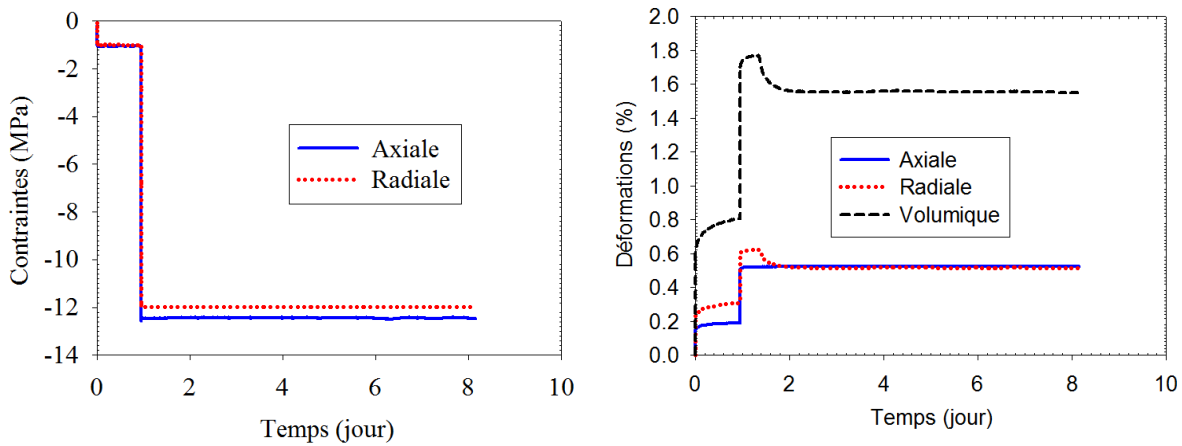 Contraintes (MPa)
0
-2
-4
-6
-8
-10
-12
-14
Axiale
Radiale
0 2 4 6 8 10
Temps (jour)
Déformations (%)
2.0
1.8
1.6
1.4
1.2
1.0
0.8
0.6
0.4
0.2
0.0
Axiale
Radiale
Volumique
0 2 4 6 8 10
Temps (jour)